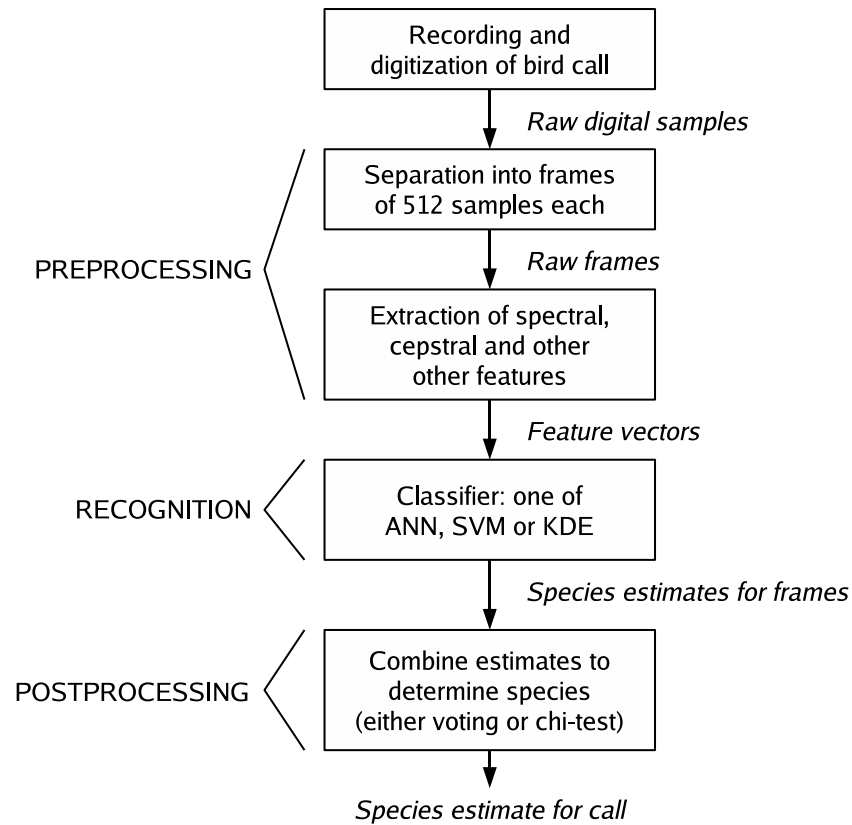 Recording and
digitization of bird call
Raw digital samples
Separation into frames
of 512 samples each
PREPROCESSING
Raw frames
Extraction of spectral,
cepstral and other
other features
Feature vectors
RECOGNITION
Classifier: one of
ANN, SVM or KDE
Species estimates for frames
POSTPROCESSING
Combine estimates to
determine species
(either voting or chi-test)
Species estimate for call